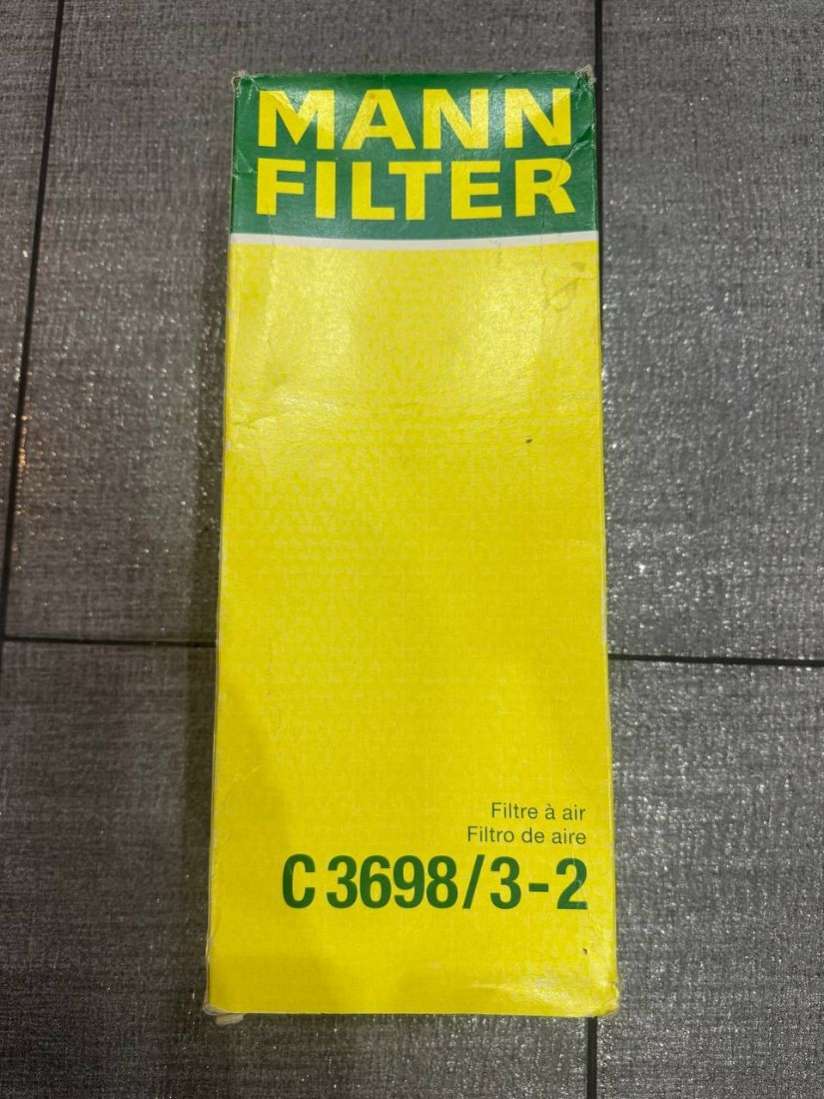 MANN
FILTER
Filtre à air
Filtro de aire
C 3698/3-2